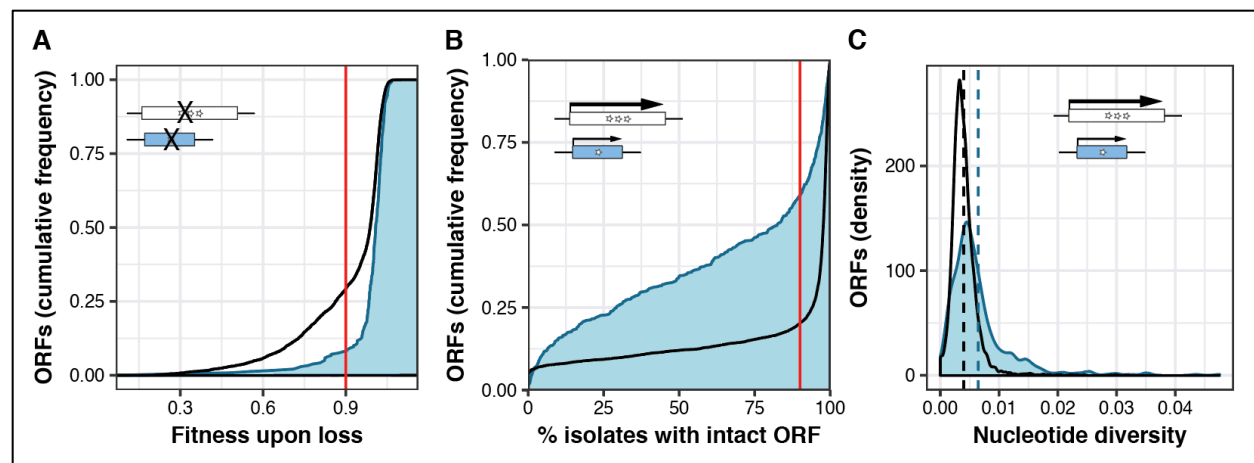 A
ORFs (cumulative frequency)
1.00
0.75
0.50
0.25
0.00
0.3 0.6 0.9
Fitness upon loss
B
ORFs (cumulative frequency)
1.00
0.75
0.50
0.25
0.00
0 25 50 75 100
% isolates with intact ORF
C
ORFs (density)
200
100
0
0.00 0.01 0.02 0.03 0.04
Nucleotide diversity